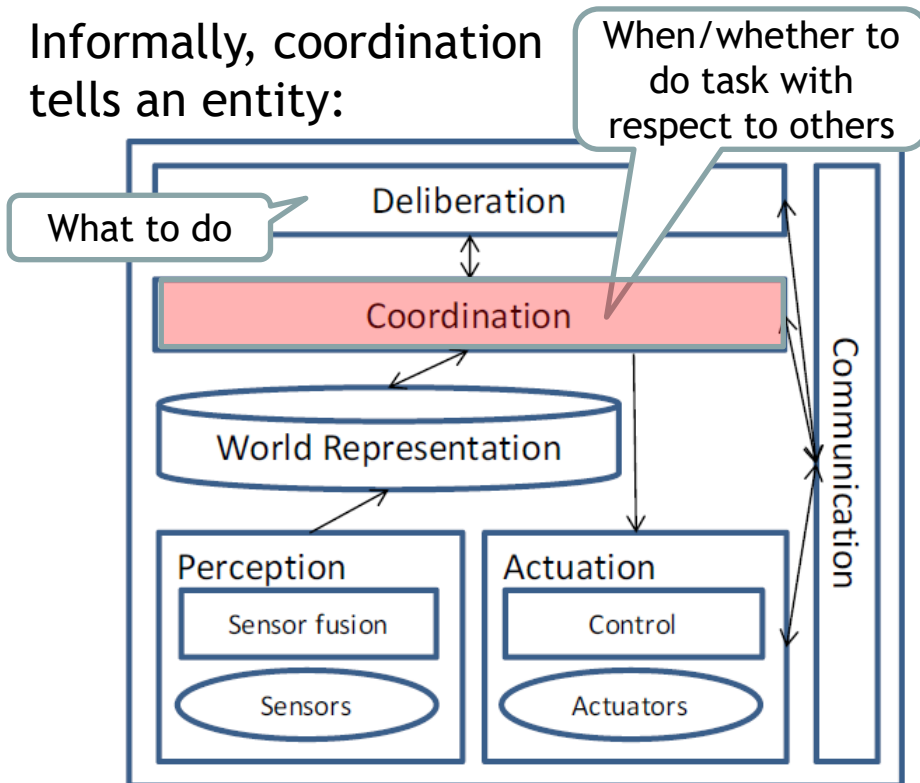 Informally, coordination
tells an entity:
When/whether to
do task with
respect to others
Deliberation
What to do
Coordination
Communication
World Representation
Perception
Actuation
Sensor fusion
Control
Sensors
Actuators